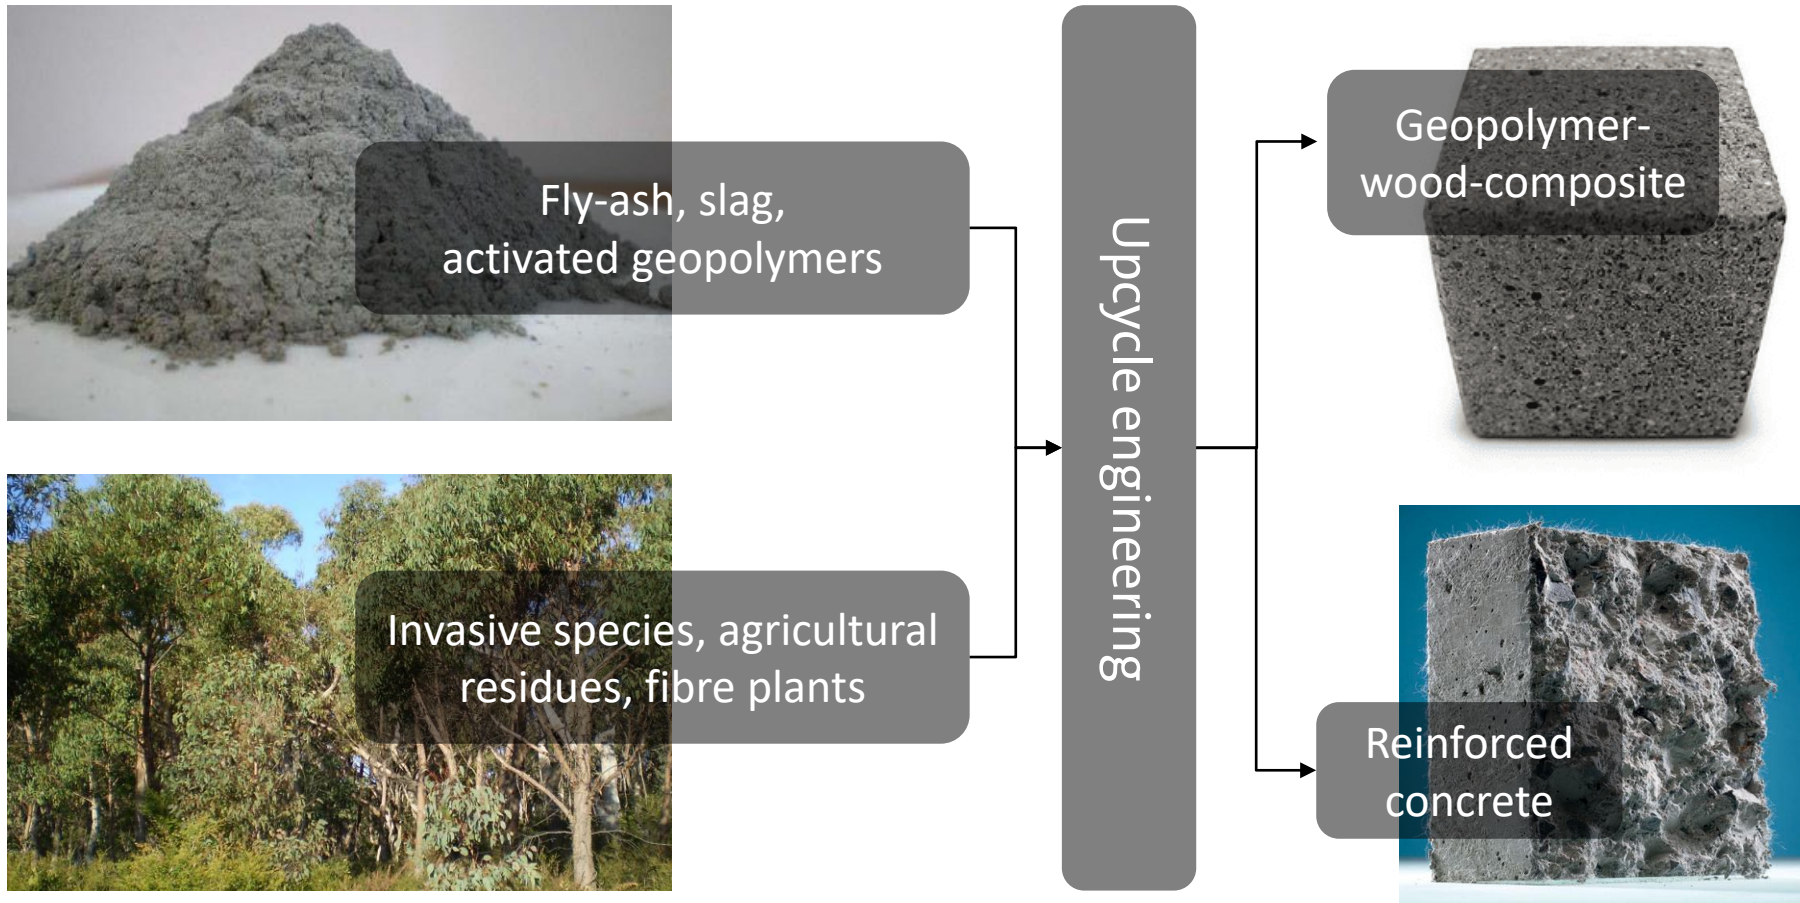 Fly-ash, slag,
activated geopolymers
Invasive species, agricultural
residues, fibre plants
Upcycle engineering
Geopolymer-
wood-composite
Reinforced
concrete